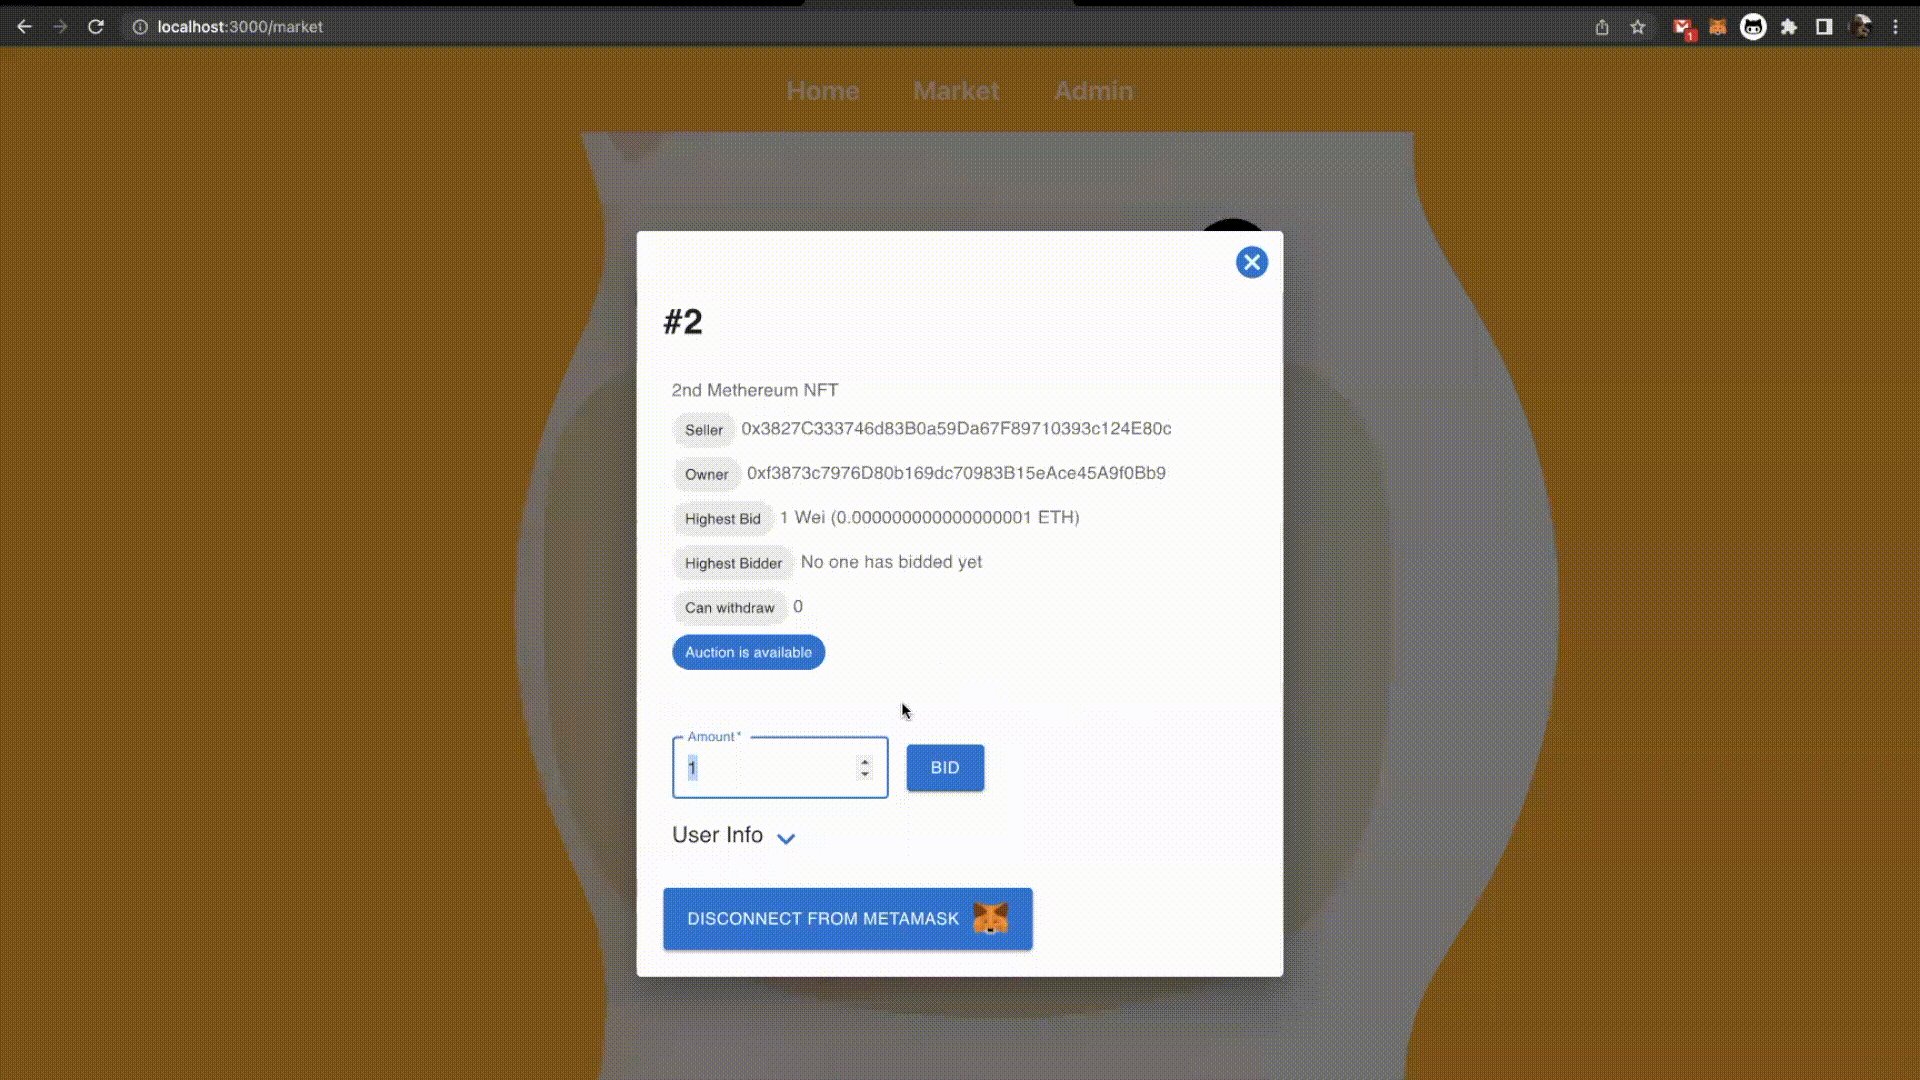 localhost:3000/market
1
Home Market Admin
#2
2nd Methereum NFT
Seller 0x3827C333746d83B0a59Da67F89710393c124E80c
Owner 0xf3873c7976D80b169dc70983B15eAce45A9f0Bb9
Highest Bid 1 Wei (0.000000000000000001 ETH)
Highest Bidder No one has bidded yet
Can withdraw 0
Auction is available
Amount*
1
BID
User Info
DISCONNECT FROM METAMASK